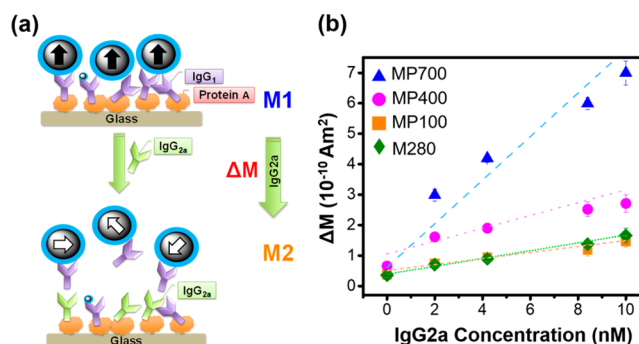 (a)
IgG1
Protein A
M1
Glass
IgG2a
ΔM
IgG2a
M2
IgG2a
Glass
(b)
MP700
MP400
MP100
M280
ΔM (10-10 Am2)
7
6
5
4
3
2
1
0
0 2 4 6 8 10
IgG2a Concentration (nM)